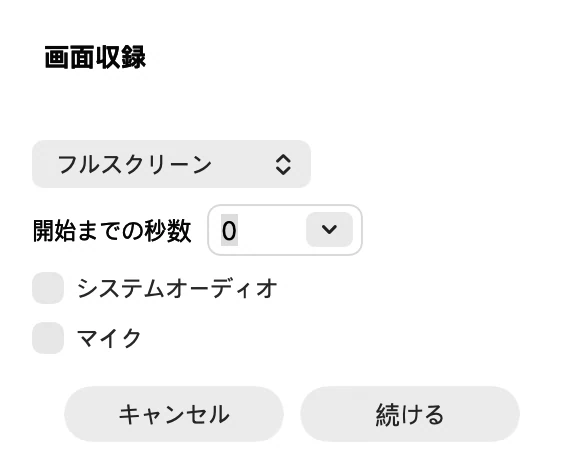 画面収録
フルスクリーン
開始までの秒数 0
システムオーディオ
マイク
キャンセル 続ける